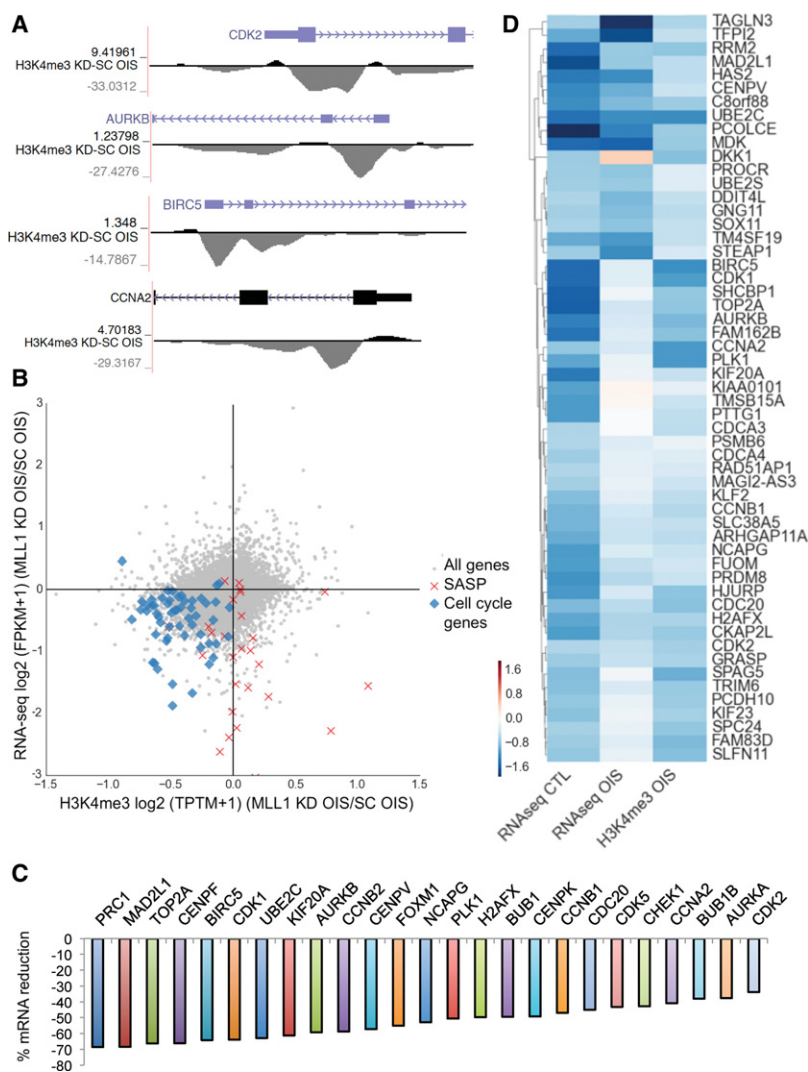 A
CDK2
9.41961
H3K4me3 KD-SC OIS
-33.0312
AURKB
1.23798
H3K4me3 KD-SC OIS
-27.4276
BIRC5
1.348
H3K4me3 KD-SC OIS
-14.7867
CCNA2
4.70183
H3K4me3 KD-SC OIS
-29.3167
B
RNA-seq log2 (FPKM+1) (MLL1 KD OIS/SC OIS)
3
2
1
0
-1
-2
-3
-1.5
-1.0
-0.5
0.0
0.5
1.0
1.5
H3K4me3 log2 (TPTM+1) (MLL1 KD OIS/SC OIS)
All genes
SASP
Cell cycle
genes
C
PRC1
MAD2L1
TOP2A
CENPF
BIRC5
CDK1
UBE2C
KIF20A
AURKB
CCNB2
CENPV
FOXM1
NCAPG
PLK1
H2AFX
BUB1
CENPK
CCNB1
CDC20
CDK5
CHEK1
CCNA2
BUB1B
AURKA
CDK2
% mRNA reduction
0
-10
-20
-30
-40
-50
-60
-70
-80
D
TAGLN3
TFPI2
RRM2
MAD2L1
HAS2
CENPV
C8orf88
UBE2C
PCOLCE
MDK
DKK1
PROCR
UBE2S
DDIT4L
GNG11
SOX11
TM4SF19
STEAP1
BIRC5
CDK1
SHCBP1
TOP2A
AURKB
FAM162B
CCNA2
PLK1
KIF20A
KIAA0101
TMSB15A
PTTG1
CDCA3
PSMB6
CDCA4
RAD51AP1
MAGI2-AS3
KLF2
CCNB1
SLC38A5
ARHGAP11A
NCAPG
FUOM
PRDM8
HJURP
CDC20
H2AFX
CKAP2L
CDK2
GRASP
SPAG5
TRIM6
PCDH10
KIF23
SPC24
FAM83D
SLFN11
1.6
0.8
0.0
-0.8
-1.6
RNAseq CTL
RNAseq OIS
H3K4me3 OIS